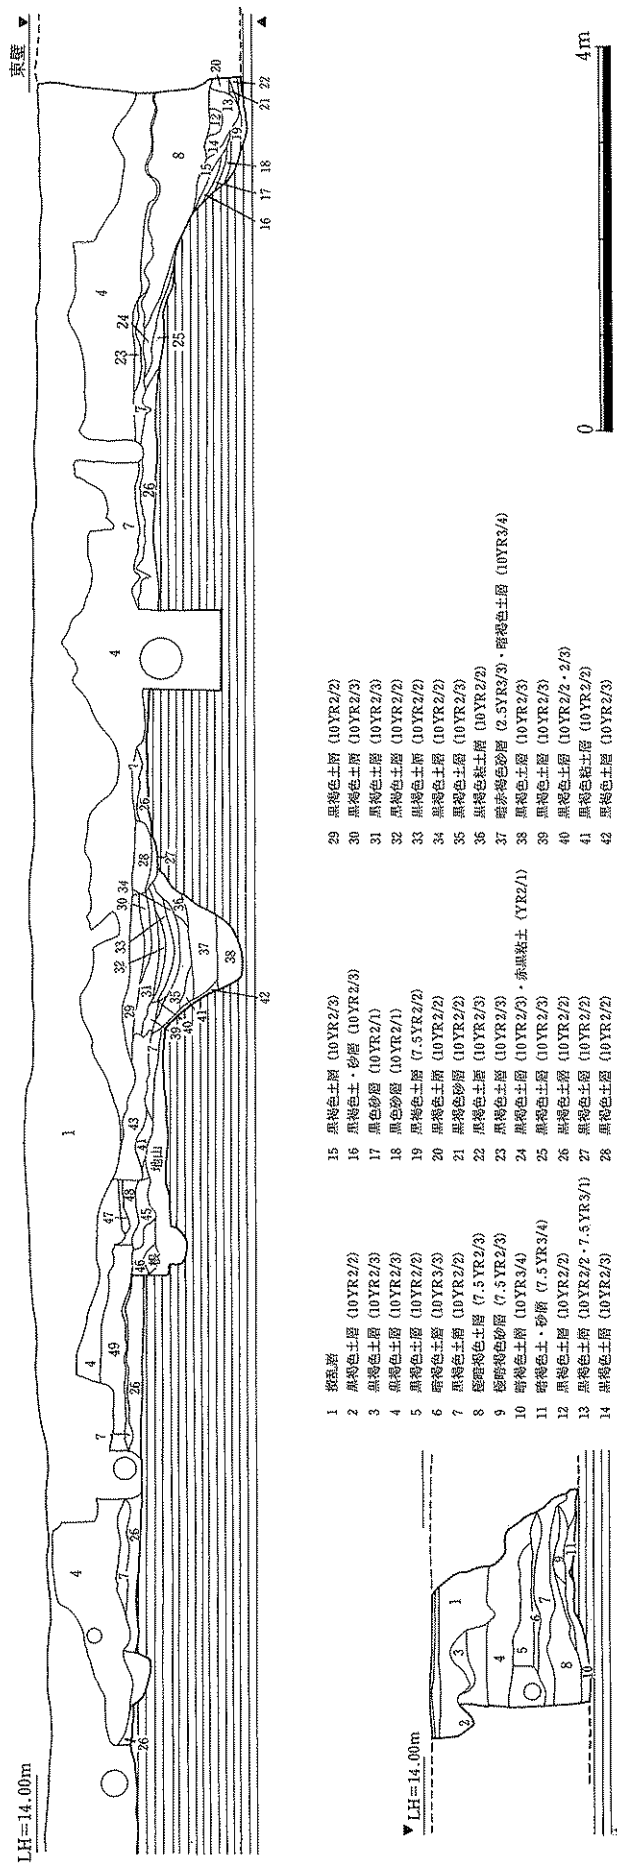 東壁
LH=14.00m
1 攪乱層
2 黒褐色土層 (10YR2/2)
3 黒褐色土層 (10YR2/3)
4 黒褐色土層 (10YR2/3)
5 黒褐色土層 (10YR2/2)
6 暗褐色土層 (10YR3/3)
7 黒褐色土層 (10YR2/2)
8 極暗褐色土層 (7.5YR2/3)
9 極暗褐色砂層 (7.5YR2/3)
10 暗褐色土層 (10YR3/4)
11 暗褐色土・砂層 (7.5YR3/4)
12 黒褐色土層 (10YR2/2)
13 黒褐色土層 (10YR2/2・7.5YR3/1)
14 黒褐色土層 (10YR2/3)
15 黒褐色土層 (10YR2/3)
16 黒褐色土・砂層 (10YR2/3)
17 黒色砂層 (10YR2/1)
18 黒色砂層 (10YR2/1)
19 黒褐色土層 (7.5YR2/2)
20 黒褐色土層 (10YR2/2)
21 黒褐色砂層 (10YR2/2)
22 黒褐色土層 (10YR2/3)
23 黒褐色土層 (10YR2/3)
24 黒褐色土層 (10YR2/3)・赤黒粘土 (YR2/1)
25 黒褐色土層 (10YR2/3)
26 黒褐色土層 (10YR2/2)
27 黒褐色土層 (10YR2/2)
28 黒褐色土層 (10YR2/2)
29 黒褐色土層 (10YR2/2)
30 黒褐色土層 (10YR2/3)
31 黒褐色土層 (10YR2/3)
32 黒褐色土層 (10YR2/2)
33 黒褐色土層 (10YR2/2)
34 黒褐色土層 (10YR2/2)
35 黒褐色土層 (10YR2/3)
36 黒褐色粘土層 (10YR2/2)
37 暗赤褐色砂層 (2.5YR3/3)・暗褐色土層 (10YR3/4)
38 黒褐色土層 (10YR2/3)
39 黒褐色土層 (10YR2/3)
40 黒褐色土層 (10YR2/2・2/3)
41 黒褐色粘土層 (10YR2/2)
42 黒褐色土層 (10YR2/3)
LH=14.00m
地山
根
0
4m